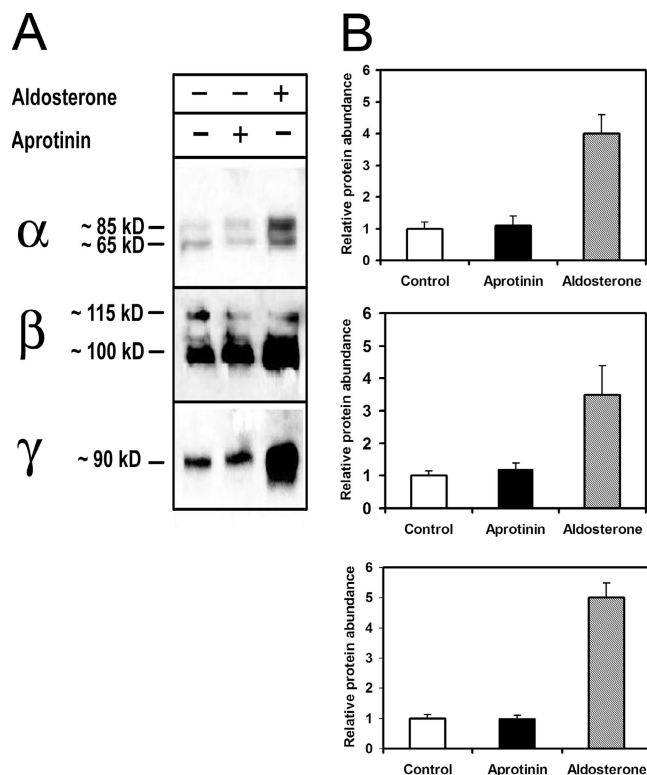 A
Aldosterone − − +
Aprotinin − + −
α ~ 85 kD
~ 65 kD
β ~ 115 kD
~ 100 kD
γ ~ 90 kD
B
Relative protein abundance
6
5
4
3
2
1
0
Control Aprotinin Aldosterone
Relative protein abundance
6
5
4
3
2
1
0
Control Aprotinin Aldosterone
Relative protein abundance
6
5
4
3
2
1
0
Control Aprotinin Aldosterone